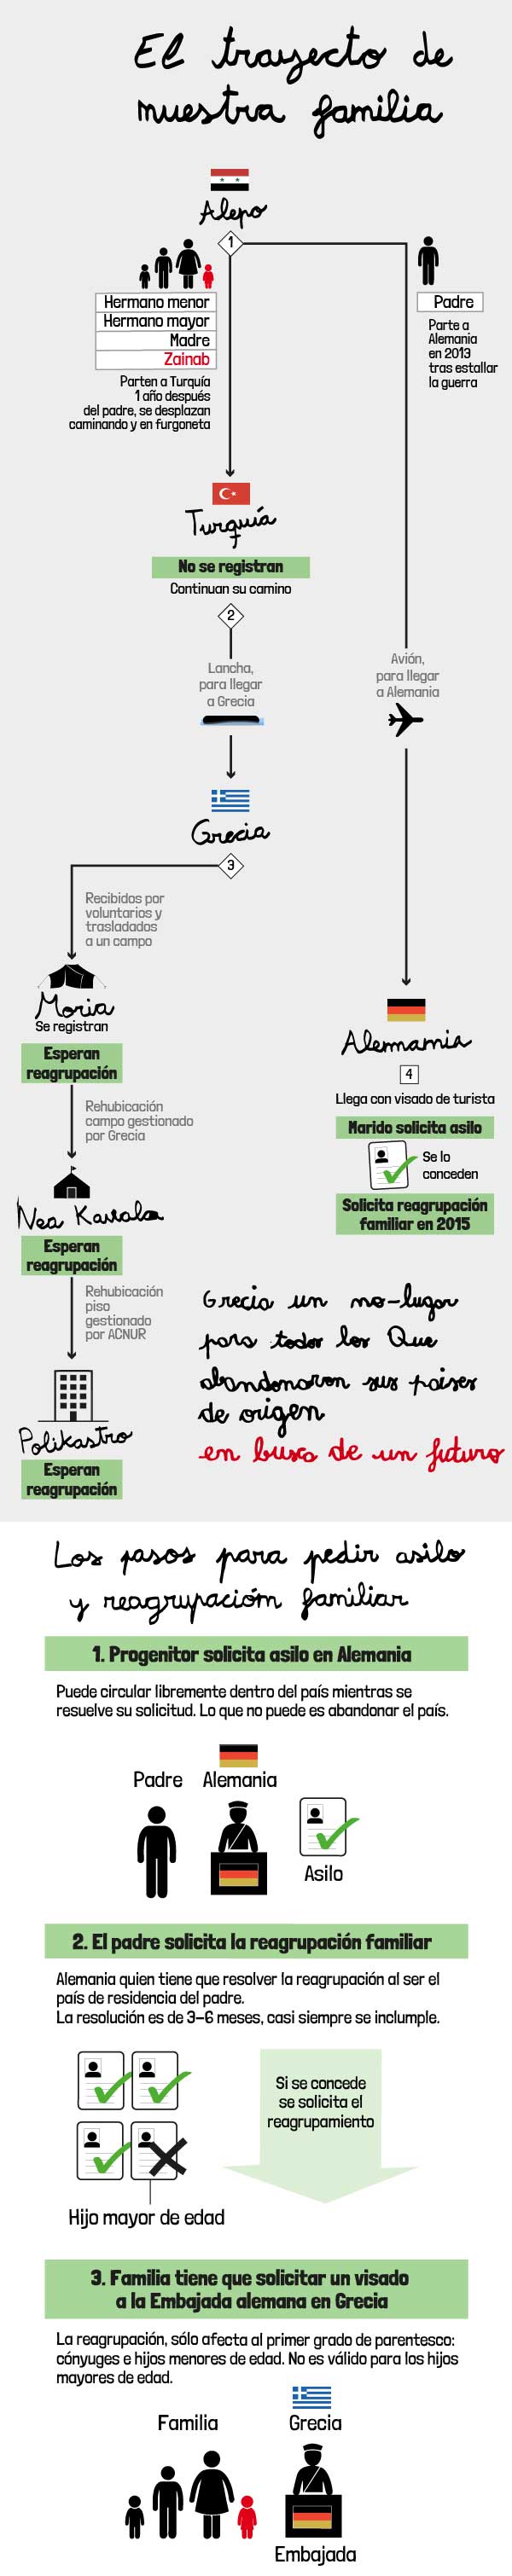 El trayecto de
nuestra familia
Alepo
1
Hermano menor
Hermano mayor
Madre
Zainab
Parten a Turquía
1 año después
del padre, se desplazan
caminando y en furgoneta
Padre
Parte a
Alemania
en 2013
tras estallar
la guerra
Turquía
No se registran
Continuan su camino
2
Lancha,
para llegar
a Grecia
Avión,
para llegar
a Alemania
Grecia
3
Recibidos por
voluntarios y
trasladados
a un campo
Moria
Se registran
Esperan
reagrupación
Rehubicación
campo gestionado
por Grecia
Nea Kavala
Esperan
reagrupación
Rehubicación
piso
gestionado
por ACNUR
Polikastro
Esperan
reagrupación
Alemania
4
Llega con visado de turista
Marido solicita asilo
Se lo
conceden
Solicita reagrupación
familiar en 2015
Grecia un no-lugar
para todos los Que
abandonaron sus paises
de origen
en busca de un futuro
Los pasos para pedir asilo
y reagrupación familiar
1. Progenitor solicita asilo en Alemania
Puede circular libremente dentro del país mientras se
resuelve su solicitud. Lo que no puede es abandonar el país.
Padre Alemania
Asilo
2. El padre solicita la reagrupación familiar
Alemania quien tiene que resolver la reagrupación al ser el
país de residencia del padre.
La resolución es de 3-6 meses, casi siempre se inclumple.
Si se concede
se solicita el
reagrupamiento
Hijo mayor de edad
3. Familia tiene que solicitar un visado
a la Embajada alemana en Grecia
La reagrupación, sólo afecta al primer grado de parentesco:
cónyuges e hijos menores de edad. No es válido para los hijos
mayores de edad.
Familia Grecia
Embajada